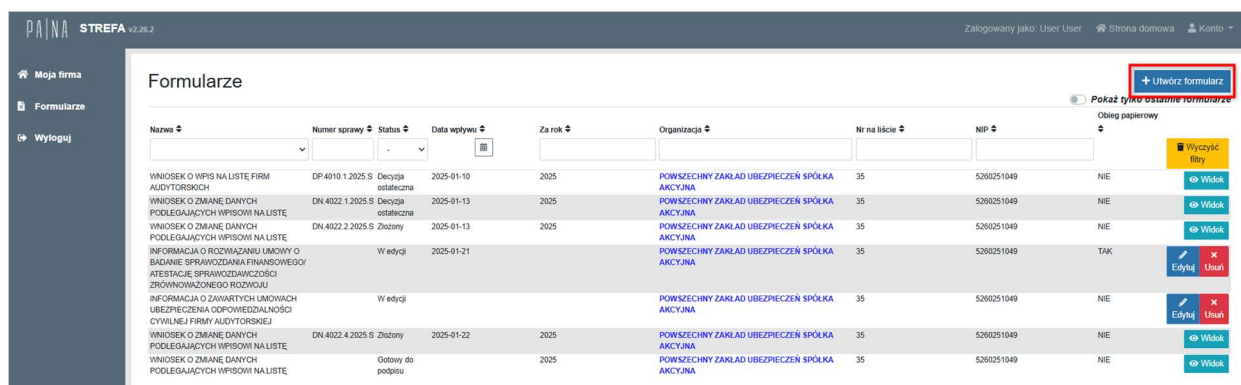 PA|NA STREFA v2.28.2
Zalogowany jako: User User Strona domowa Konto
Moja firma
Formularze
Wyloguj
Formularze
+ Utwórz formularz
Pokaż tylko ostatnie formularze
Nazwa Numer sprawy Status Data wpływu Za rok Organizacja Nr na liście NIP Obieg papierowy
-
Wyczyść
filtry
WNIOSEK O WPIS NA LISTĘ FIRM DP.4010.1.2025.S Decyzja 2025-01-10 2025 POWSZECHNY ZAKŁAD UBEZPIECZEŃ SPÓŁKA 35 5260251049 NIE Widok
AUDYTORSKICH ostateczna AKCYJNA
WNIOSEK O ZMIANĘ DANYCH DN.4022.1.2025.S Decyzja 2025-01-13 2025 POWSZECHNY ZAKŁAD UBEZPIECZEŃ SPÓŁKA 35 5260251049 NIE Widok
PODLEGAJĄCYCH WPISOWI NA LISTĘ ostateczna AKCYJNA
WNIOSEK O ZMIANĘ DANYCH DN.4022.2.2025.S Złożony 2025-01-13 2025 POWSZECHNY ZAKŁAD UBEZPIECZEŃ SPÓŁKA 35 5260251049 NIE Widok
PODLEGAJĄCYCH WPISOWI NA LISTĘ AKCYJNA
INFORMACJA O ROZWIĄZANIU UMOWY O W edycji 2025-01-21 POWSZECHNY ZAKŁAD UBEZPIECZEŃ SPÓŁKA 35 5260251049 TAK
BADANIE SPRAWOZDANIA FINANSOWEGO/ AKCYJNA Edytuj Usuń
ATESTACJĘ SPRAWOZDAWCZOŚCI
ZRÓWNOWAŻONEGO ROZWOJU
INFORMACJA O ZAWARTYCH UMOWACH W edycji POWSZECHNY ZAKŁAD UBEZPIECZEŃ SPÓŁKA 35 5260251049 NIE
UBEZPIECZENIA ODPOWIEDZIALNOŚCI AKCYJNA Edytuj Usuń
CYWILNEJ FIRMY AUDYTORSKIEJ
WNIOSEK O ZMIANĘ DANYCH DN.4022.4.2025.S Złożony 2025-01-22 2025 POWSZECHNY ZAKŁAD UBEZPIECZEŃ SPÓŁKA 35 5260251049 NIE Widok
PODLEGAJĄCYCH WPISOWI NA LISTĘ AKCYJNA
WNIOSEK O ZMIANĘ DANYCH Gotowy do 2025 POWSZECHNY ZAKŁAD UBEZPIECZEŃ SPÓŁKA 35 5260251049 NIE Widok
PODLEGAJĄCYCH WPISOWI NA LISTĘ podpisu AKCYJNA